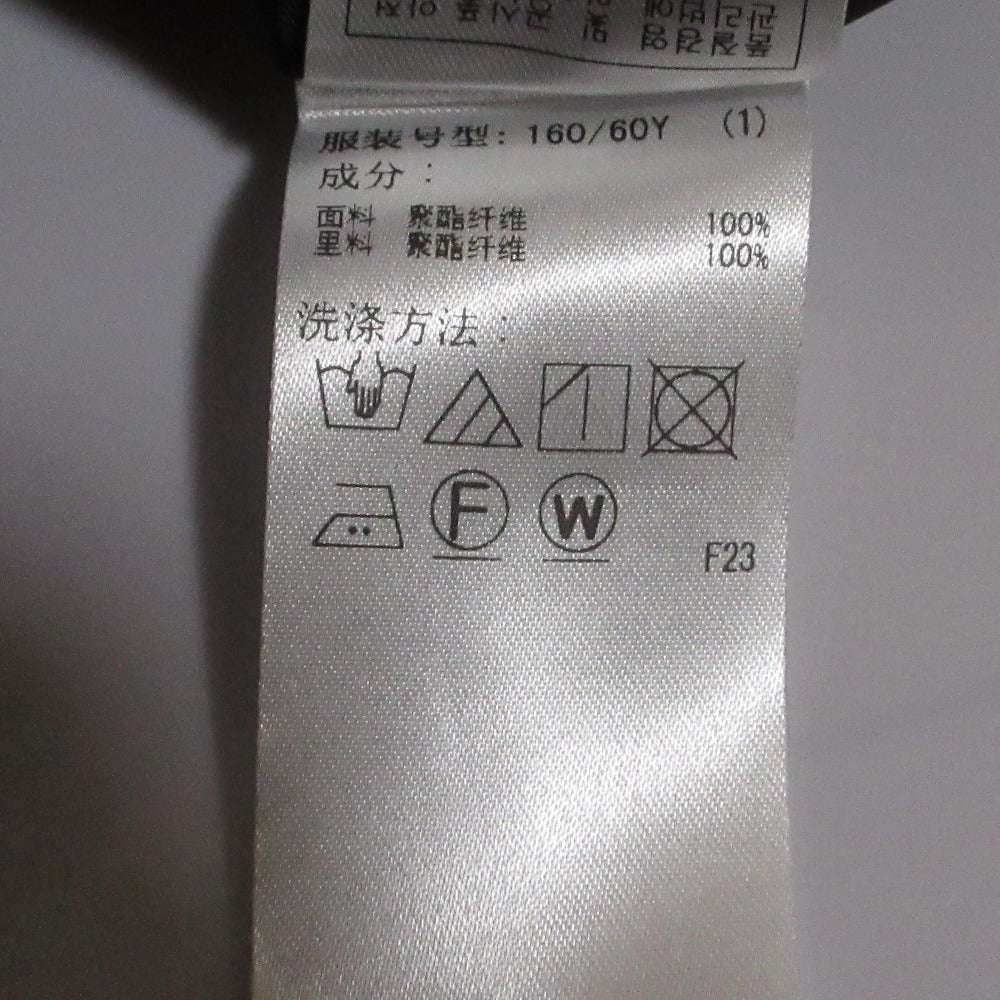 服装号型: 160/60Y (1)
成分:
面料 聚酯纤维 100%
里料 聚酯纤维 100%
洗涤方法:
F W
F23